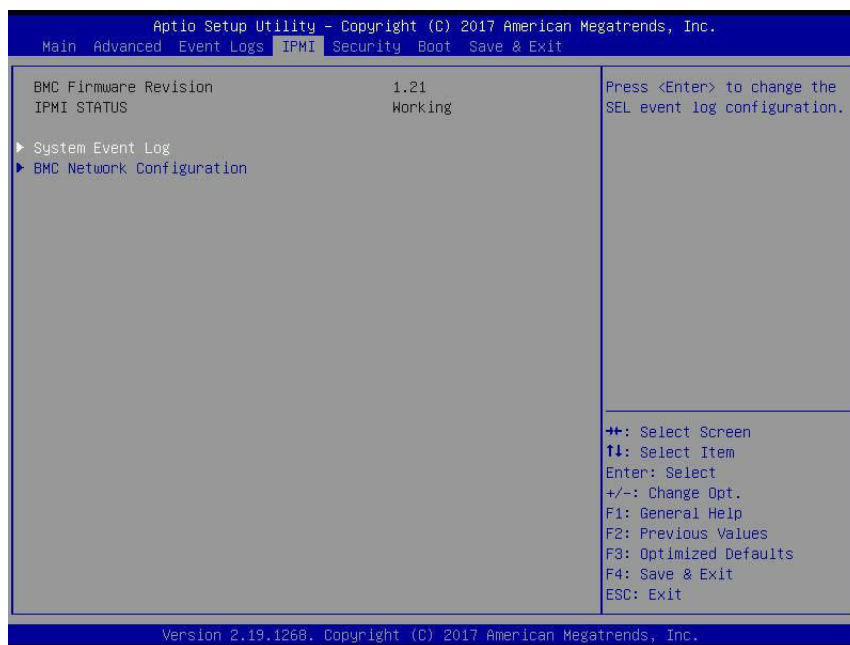 Aptio Setup Utility – Copyright (C) 2017 American Megatrends, Inc.
Main Advanced Event Logs IPMI Security Boot Save & Exit
BMC Firmware Revision 1.21
IPMI STATUS Working
System Event Log
BMC Network Configuration
Press <Enter> to change the
SEL event log configuration.
→←: Select Screen
↑↓: Select Item
Enter: Select
+/-: Change Opt.
F1: General Help
F2: Previous Values
F3: Optimized Defaults
F4: Save & Exit
ESC: Exit
Version 2.19.1268. Copyright (C) 2017 American Megatrends, Inc.